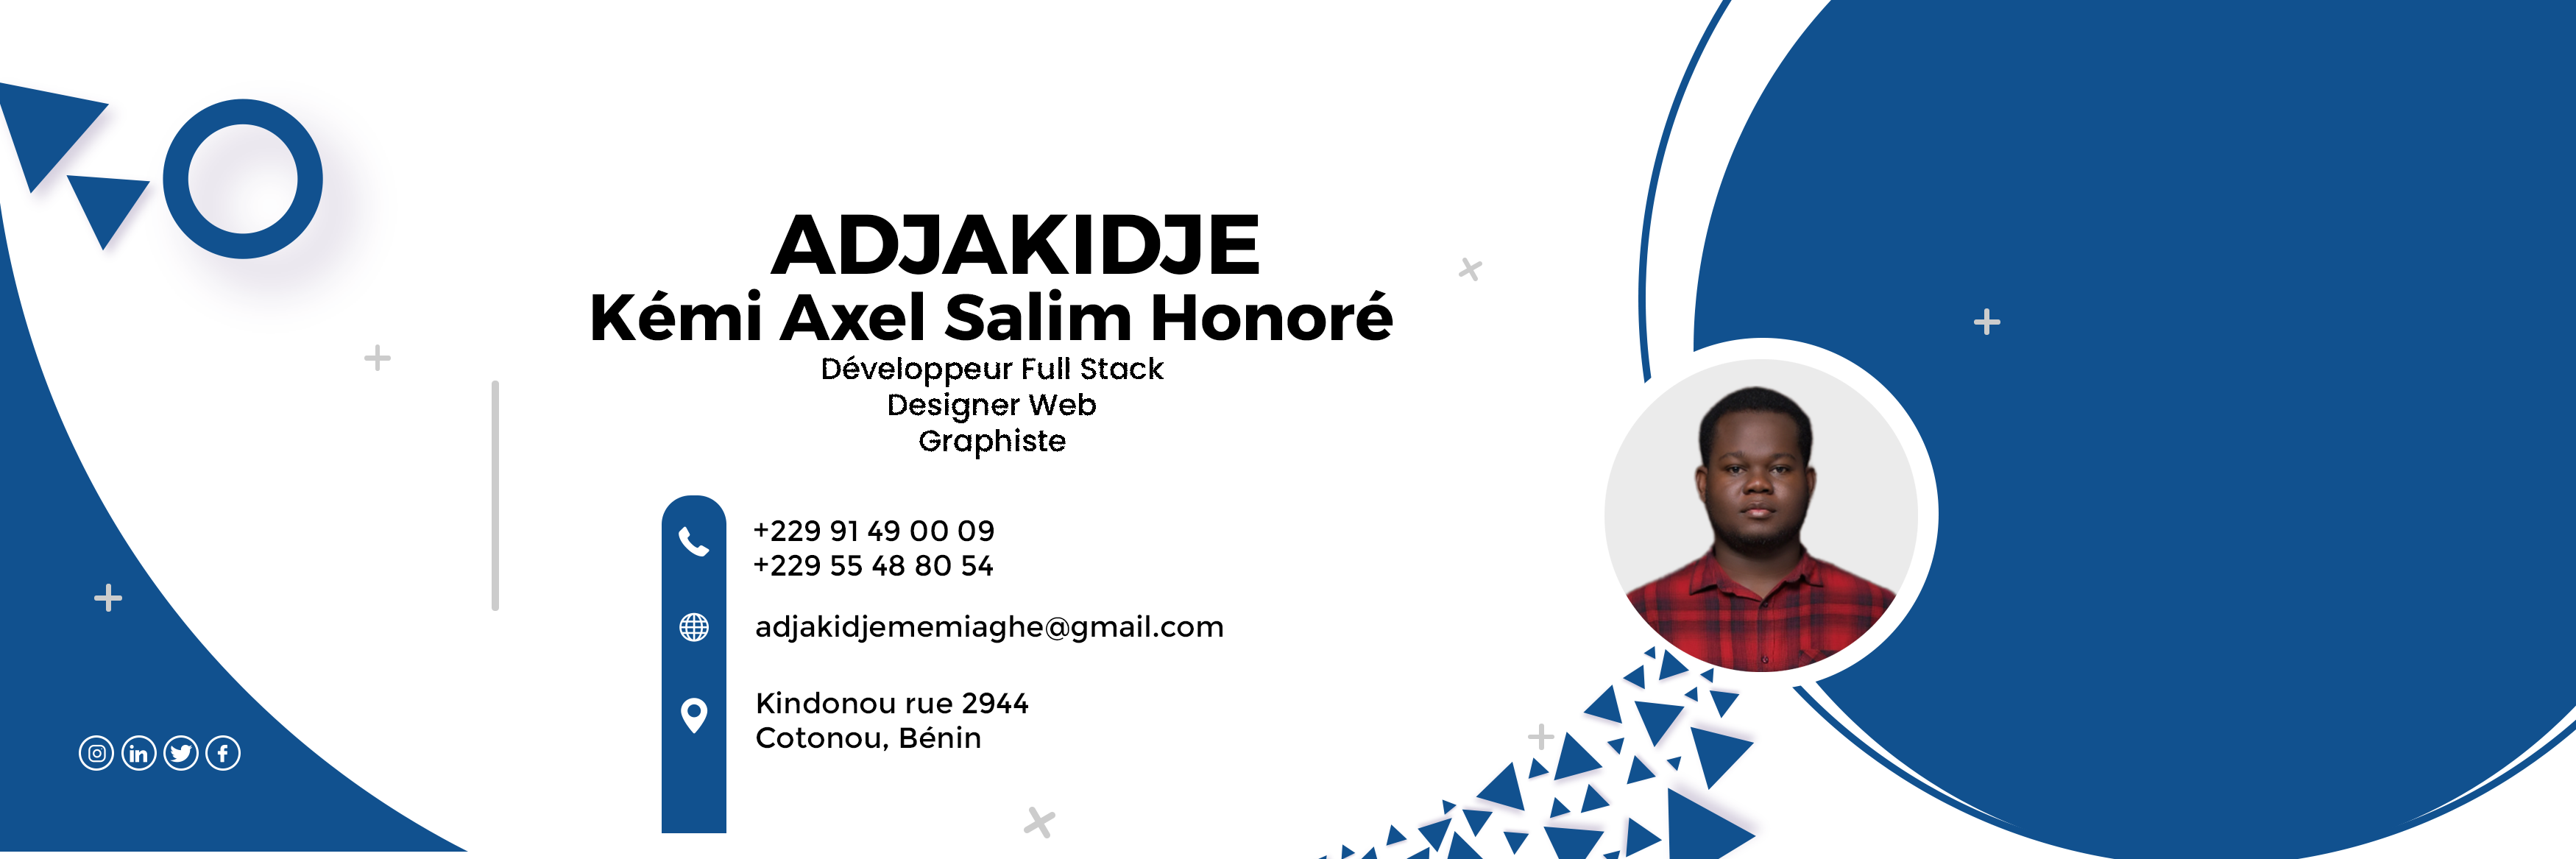 ADJAKIDJE
Kémi Axel Salim Honoré
Développeur Full Stack
Designer Web
Graphiste
+229 91 49 00 09
+229 55 48 80 54
adjakidjememiaghe@gmail.com
Kindonou rue 2944
Cotonou, Bénin